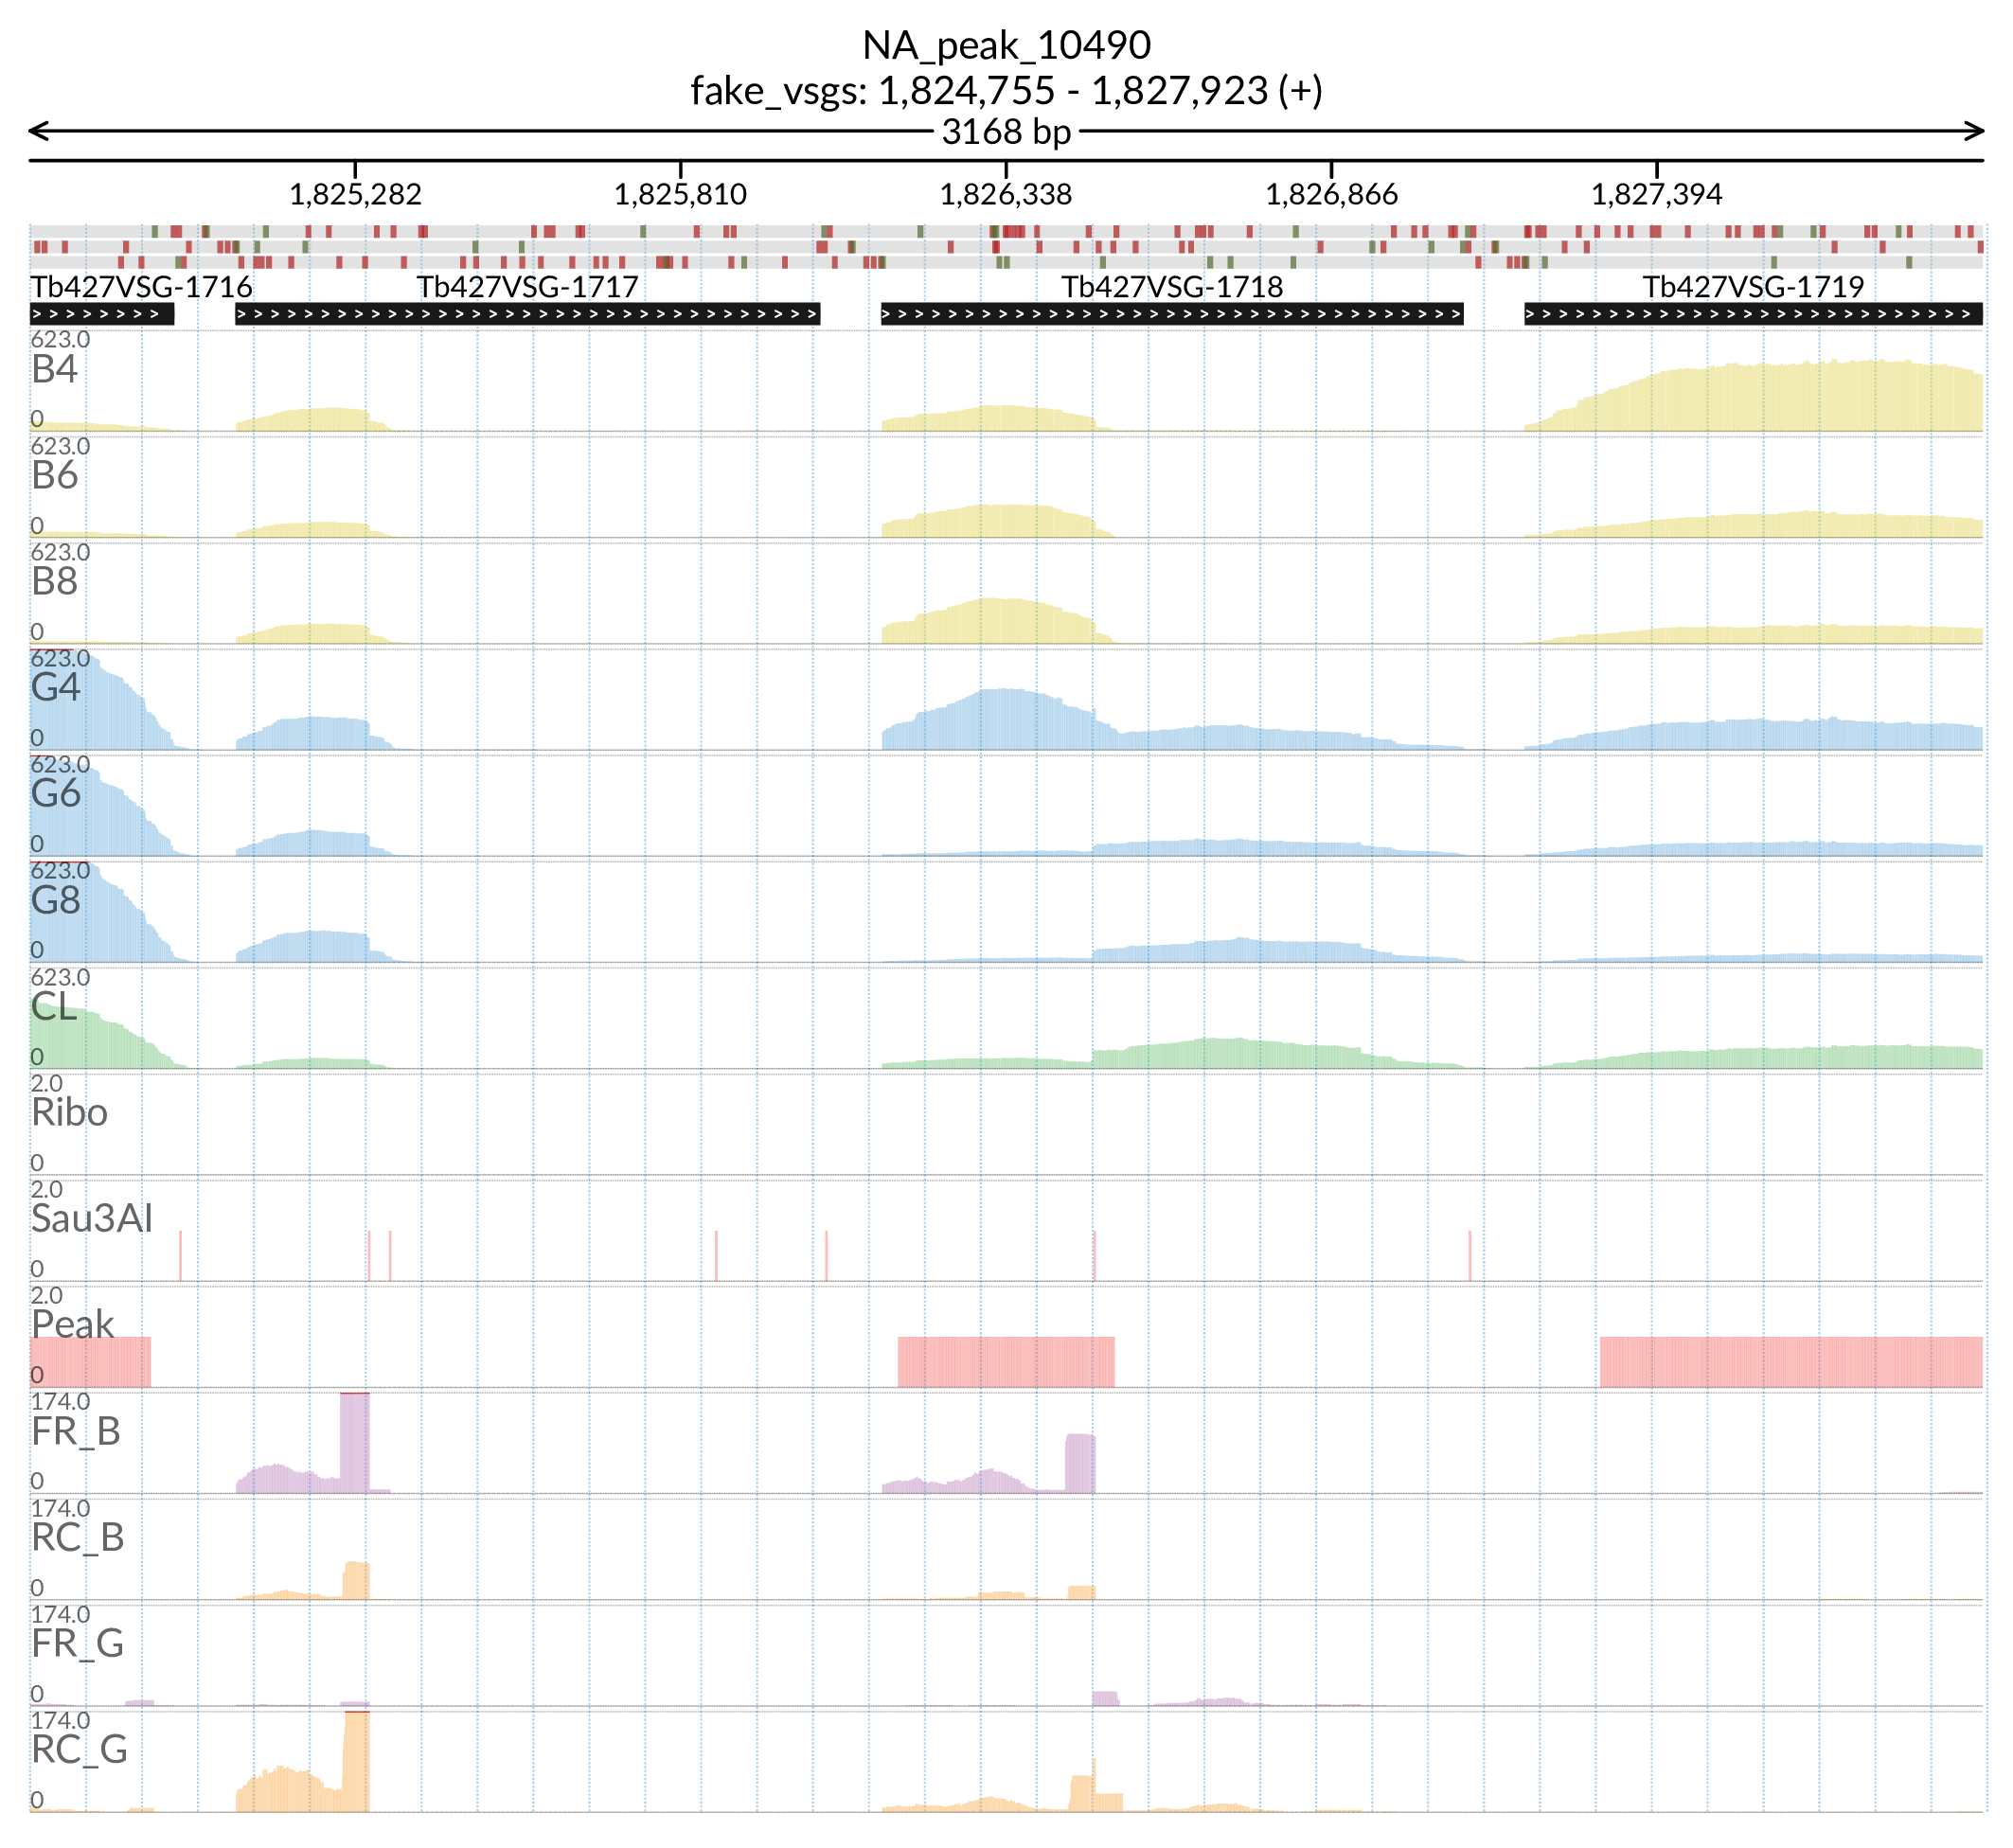 NA_peak_10490
fake_vsgs: 1,824,755 - 1,827,923 (+)
3168 bp
1,825,282 1,825,810 1,826,338 1,826,866 1,827,394
Tb427VSG-1716 Tb427VSG-1717 Tb427VSG-1718 Tb427VSG-1719
623.0
B4
0
623.0
B6
0
623.0
B8
0
623.0
G4
0
623.0
G6
0
623.0
G8
0
623.0
CL
0
2.0
Ribo
0
2.0
Sau3AI
0
2.0
Peak
0
174.0
FR_B
0
174.0
RC_B
0
174.0
FR_G
0
174.0
RC_G
0